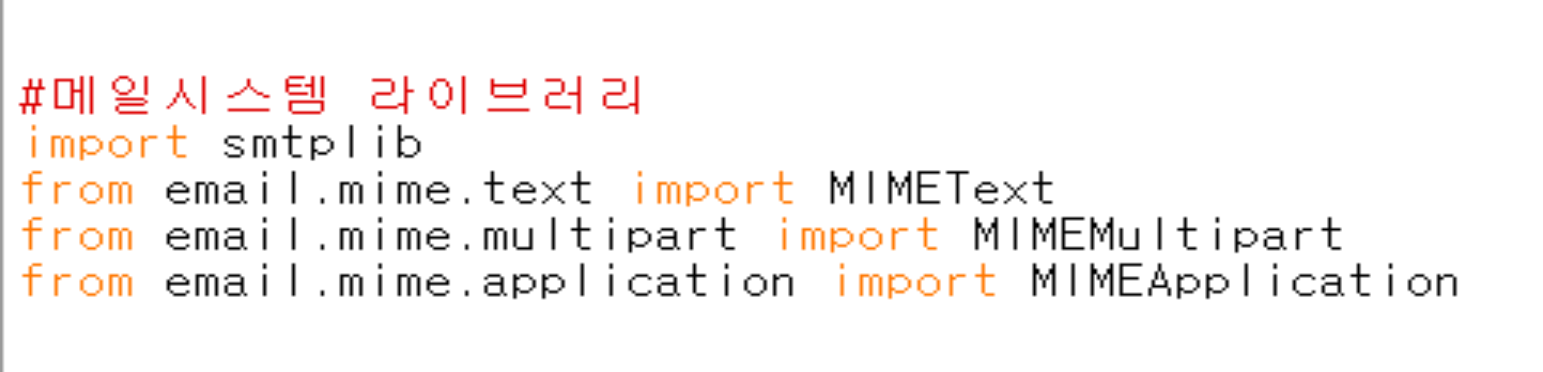 #메일시스템 라이브러리
import smtplib
from email.mime.text import MIMEText
from email.mime.multipart import MIMEMultipart
from email.mime.application import MIMEApplication